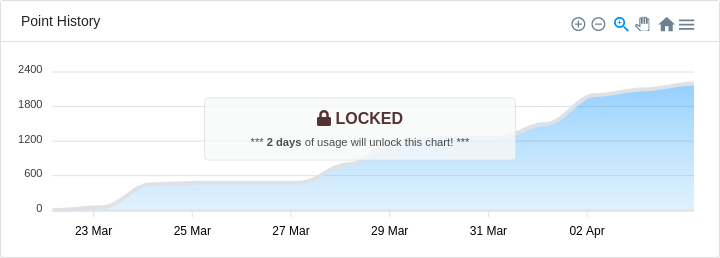 Point History
2400
1800
LOCKED
*** 2 days of usage will unlock this chart! ***
1200
600
0
23 Mar 25 Mar 27 Mar 29 Mar 31 Mar 02 Apr